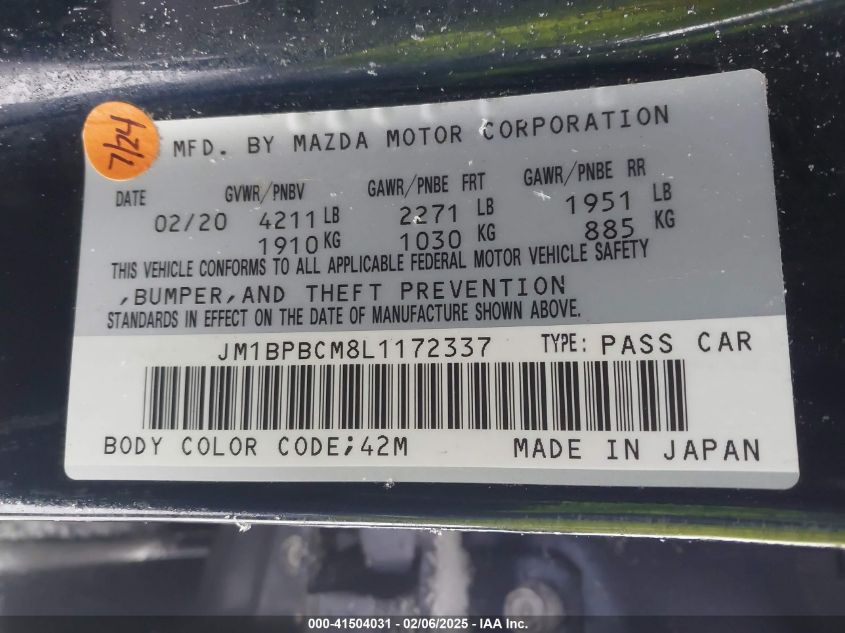 7/24
MFD. BY MAZDA MOTOR CORPORATION
DATE GVWR/PNBV GAWR/PNBE FRT GAWR/PNBE RR
02/20 4211 LB 2271 LB 1951 LB
1910 KG 1030 KG 885 KG
THIS VEHICLE CONFORMS TO ALL APPLICABLE FEDERAL MOTOR VEHICLE SAFETY
,BUMPER,AND THEFT PREVENTION
STANDARDS IN EFFECT ON THE DATE OF MANUFACTURE SHOWN ABOVE.
JM1BPBCM8L1172337 TYPE: PASS CAR
BODY COLOR CODE;42M MADE IN JAPAN
000-41504031 - 02/06/2025 - IAA Inc.